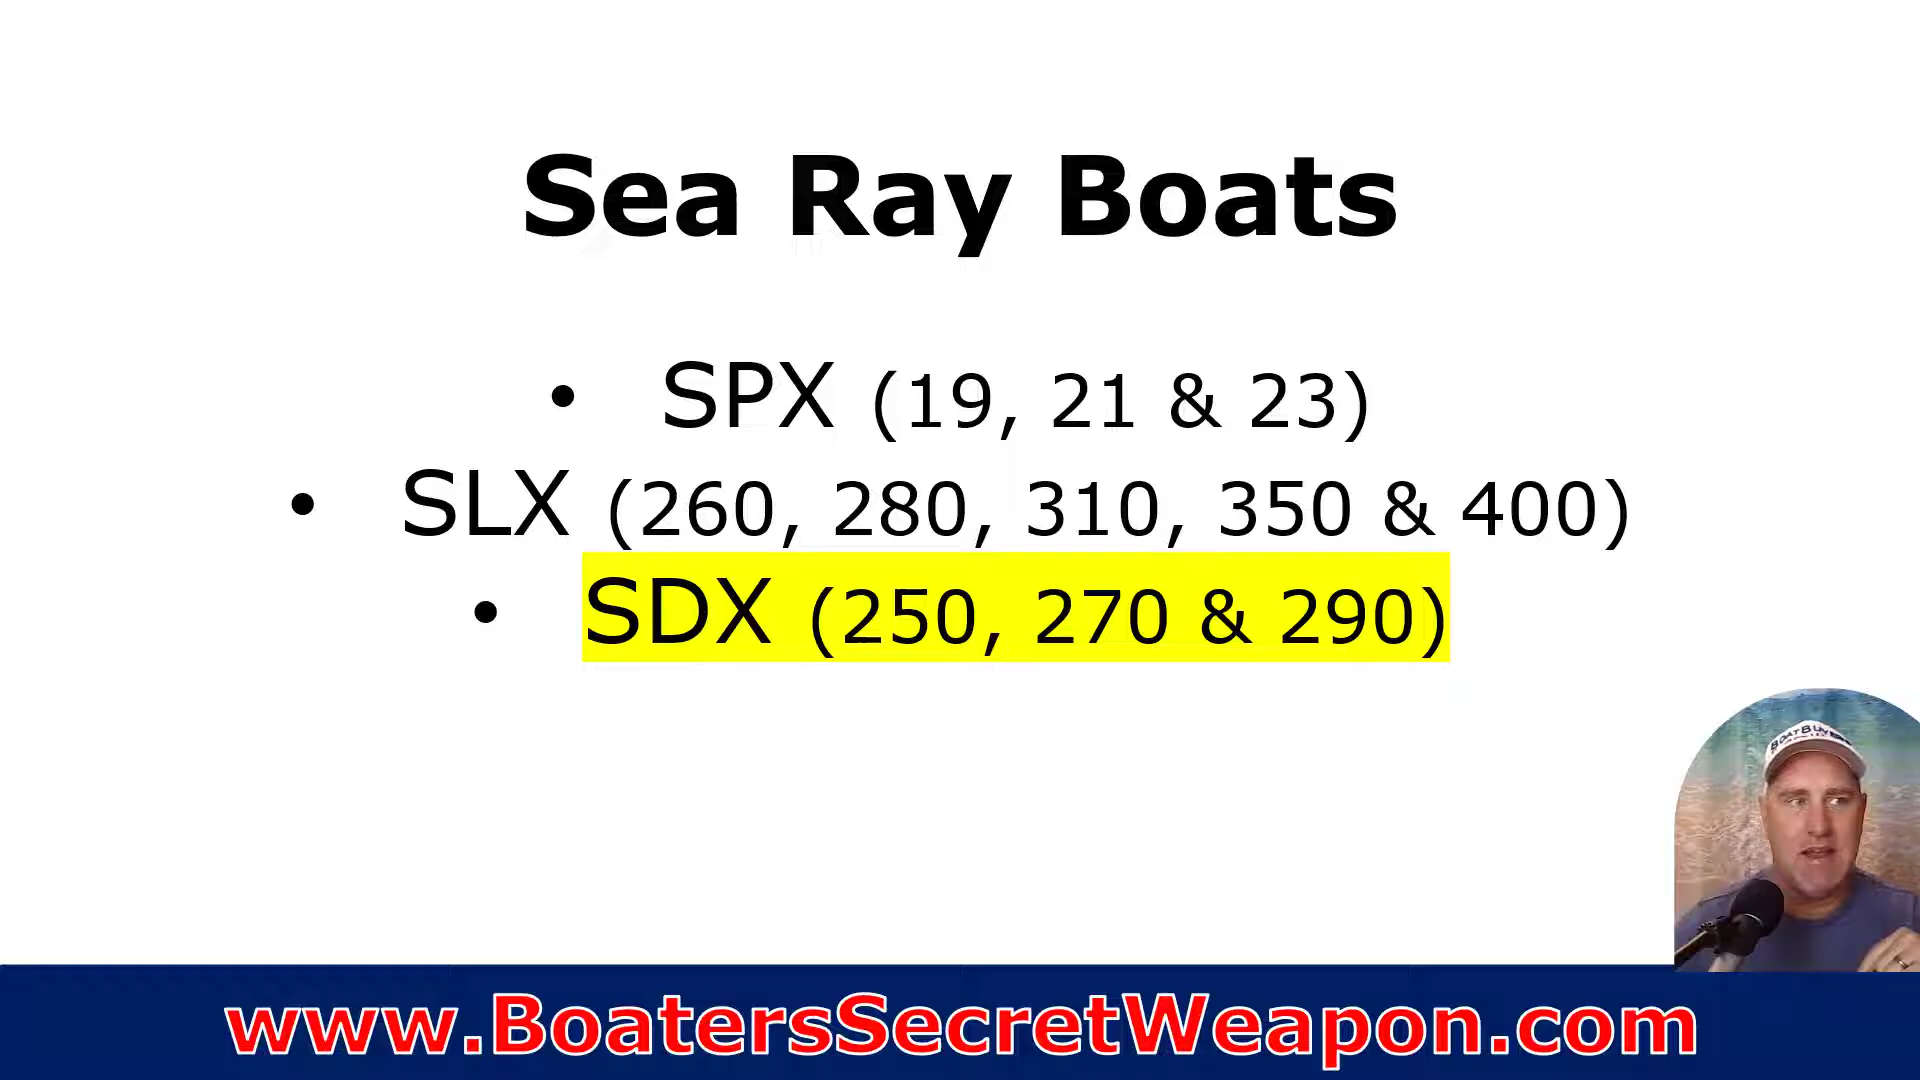 Sea Ray Boats
• SPX (19, 21 & 23)
• SLX (260, 280, 310, 350 & 400)
• SDX (250, 270 & 290)
www.BoatersSecretWeapon.com